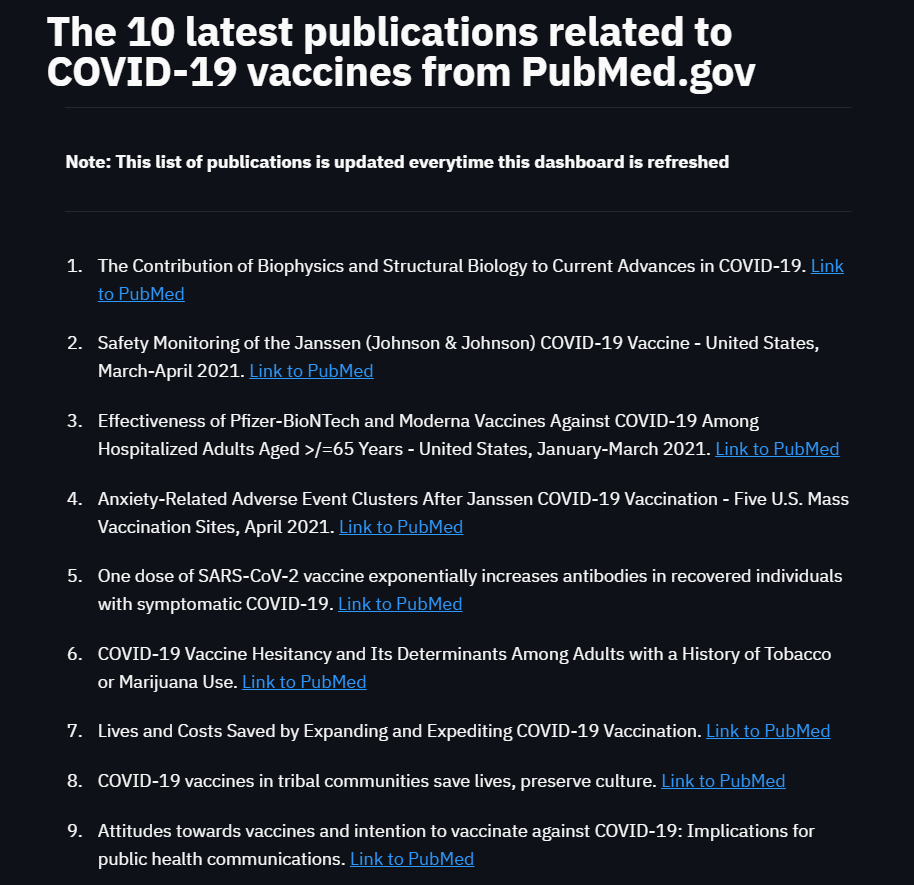 The 10 latest publications related to
COVID-19 vaccines from PubMed.gov
Note: This list of publications is updated everytime this dashboard is refreshed
1. The Contribution of Biophysics and Structural Biology to Current Advances in COVID-19. Link
to PubMed
2. Safety Monitoring of the Janssen (Johnson & Johnson) COVID-19 Vaccine - United States,
March-April 2021. Link to PubMed
3. Effectiveness of Pfizer-BioNTech and Moderna Vaccines Against COVID-19 Among
Hospitalized Adults Aged >/=65 Years - United States, January-March 2021. Link to PubMed
4. Anxiety-Related Adverse Event Clusters After Janssen COVID-19 Vaccination - Five U.S. Mass
Vaccination Sites, April 2021. Link to PubMed
5. One dose of SARS-CoV-2 vaccine exponentially increases antibodies in recovered individuals
with symptomatic COVID-19. Link to PubMed
6. COVID-19 Vaccine Hesitancy and Its Determinants Among Adults with a History of Tobacco
or Marijuana Use. Link to PubMed
7. Lives and Costs Saved by Expanding and Expediting COVID-19 Vaccination. Link to PubMed
8. COVID-19 vaccines in tribal communities save lives, preserve culture. Link to PubMed
9. Attitudes towards vaccines and intention to vaccinate against COVID-19: Implications for
public health communications. Link to PubMed